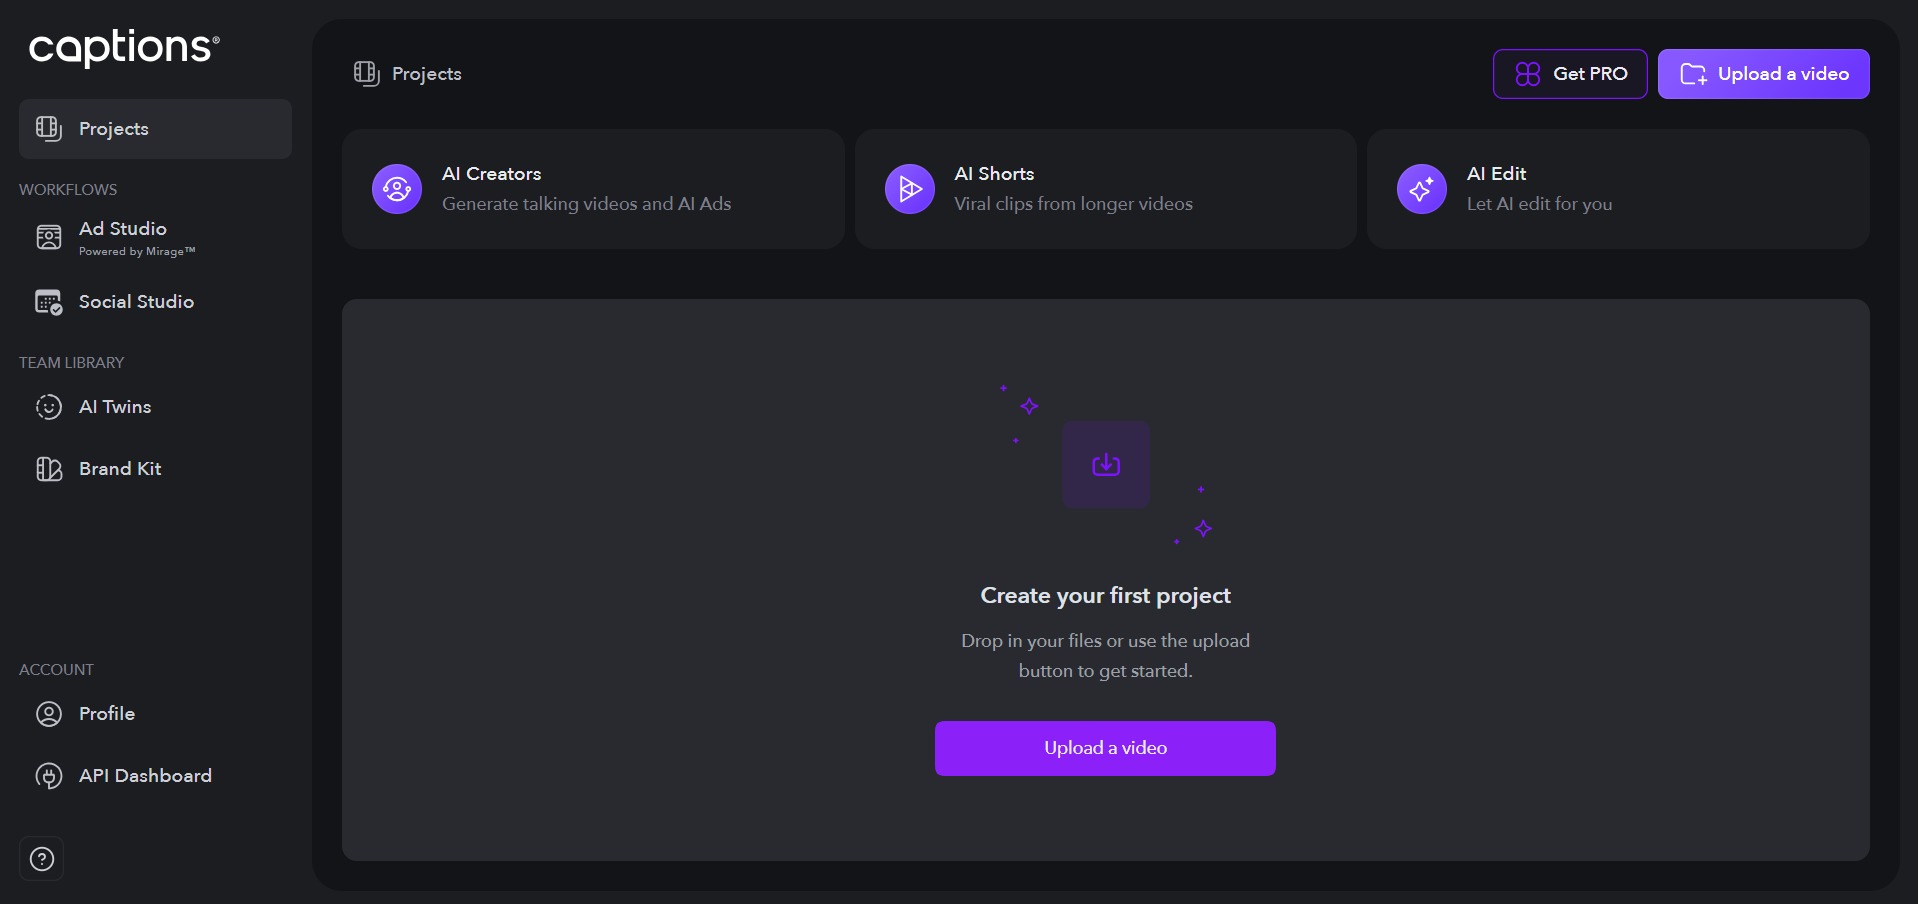 captions®
Projects
WORKFLOWS
Ad Studio
Powered by Mirage™
Social Studio
TEAM LIBRARY
AI Twins
Brand Kit
ACCOUNT
Profile
API Dashboard
?
Projects
Get PRO
Upload a video
AI Creators
Generate talking videos and AI Ads
AI Shorts
Viral clips from longer videos
AI Edit
Let AI edit for you
Create your first project
Drop in your files or use the upload
button to get started.
Upload a video